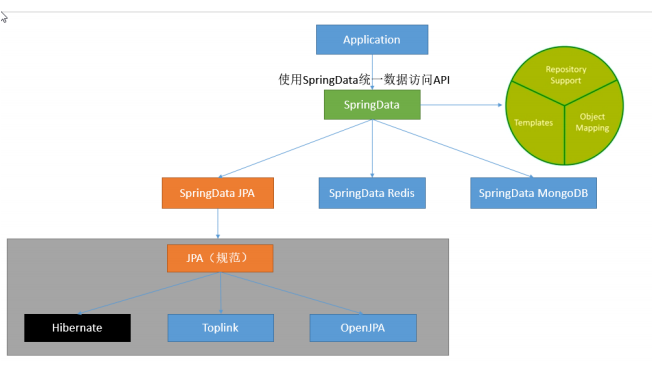 Application
使用SpringData统一数据访问API
SpringData
Repository
Support
Templates
Object
Mapping
SpringData JPA
SpringData Redis
SpringData MongoDB
JPA（规范）
Hibernate
Toplink
OpenJPA